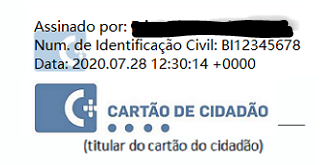 Assinado por:
Num. de Identificação Civil: BI12345678
Data: 2020.07.28 12:30:14 +0000
CARTÃO DE CIDADÃO
(titular do cartão do cidadão)